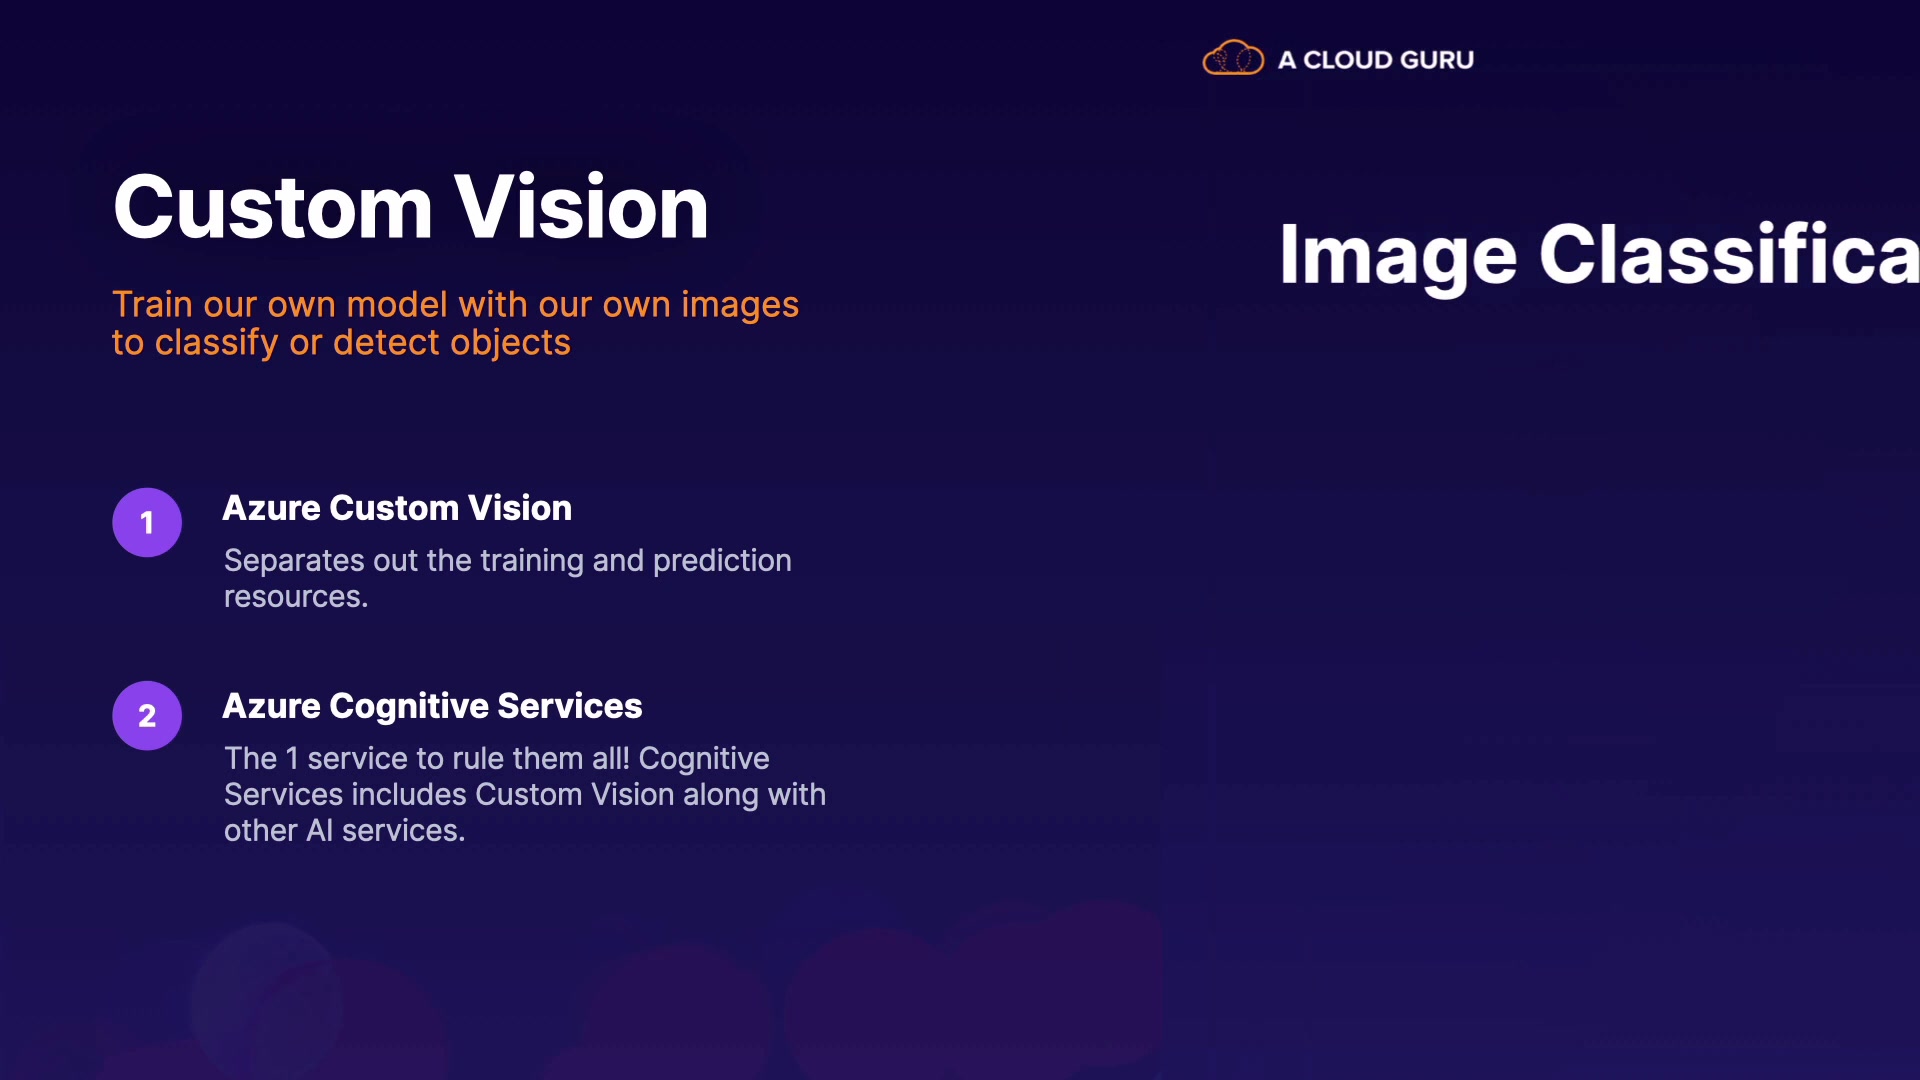 A CLOUD GURU
Custom Vision
Train our own model with our own images
to classify or detect objects
1
Azure Custom Vision
Separates out the training and prediction
resources.
2
Azure Cognitive Services
The 1 service to rule them all! Cognitive
Services includes Custom Vision along with
other AI services.
Image Classifica